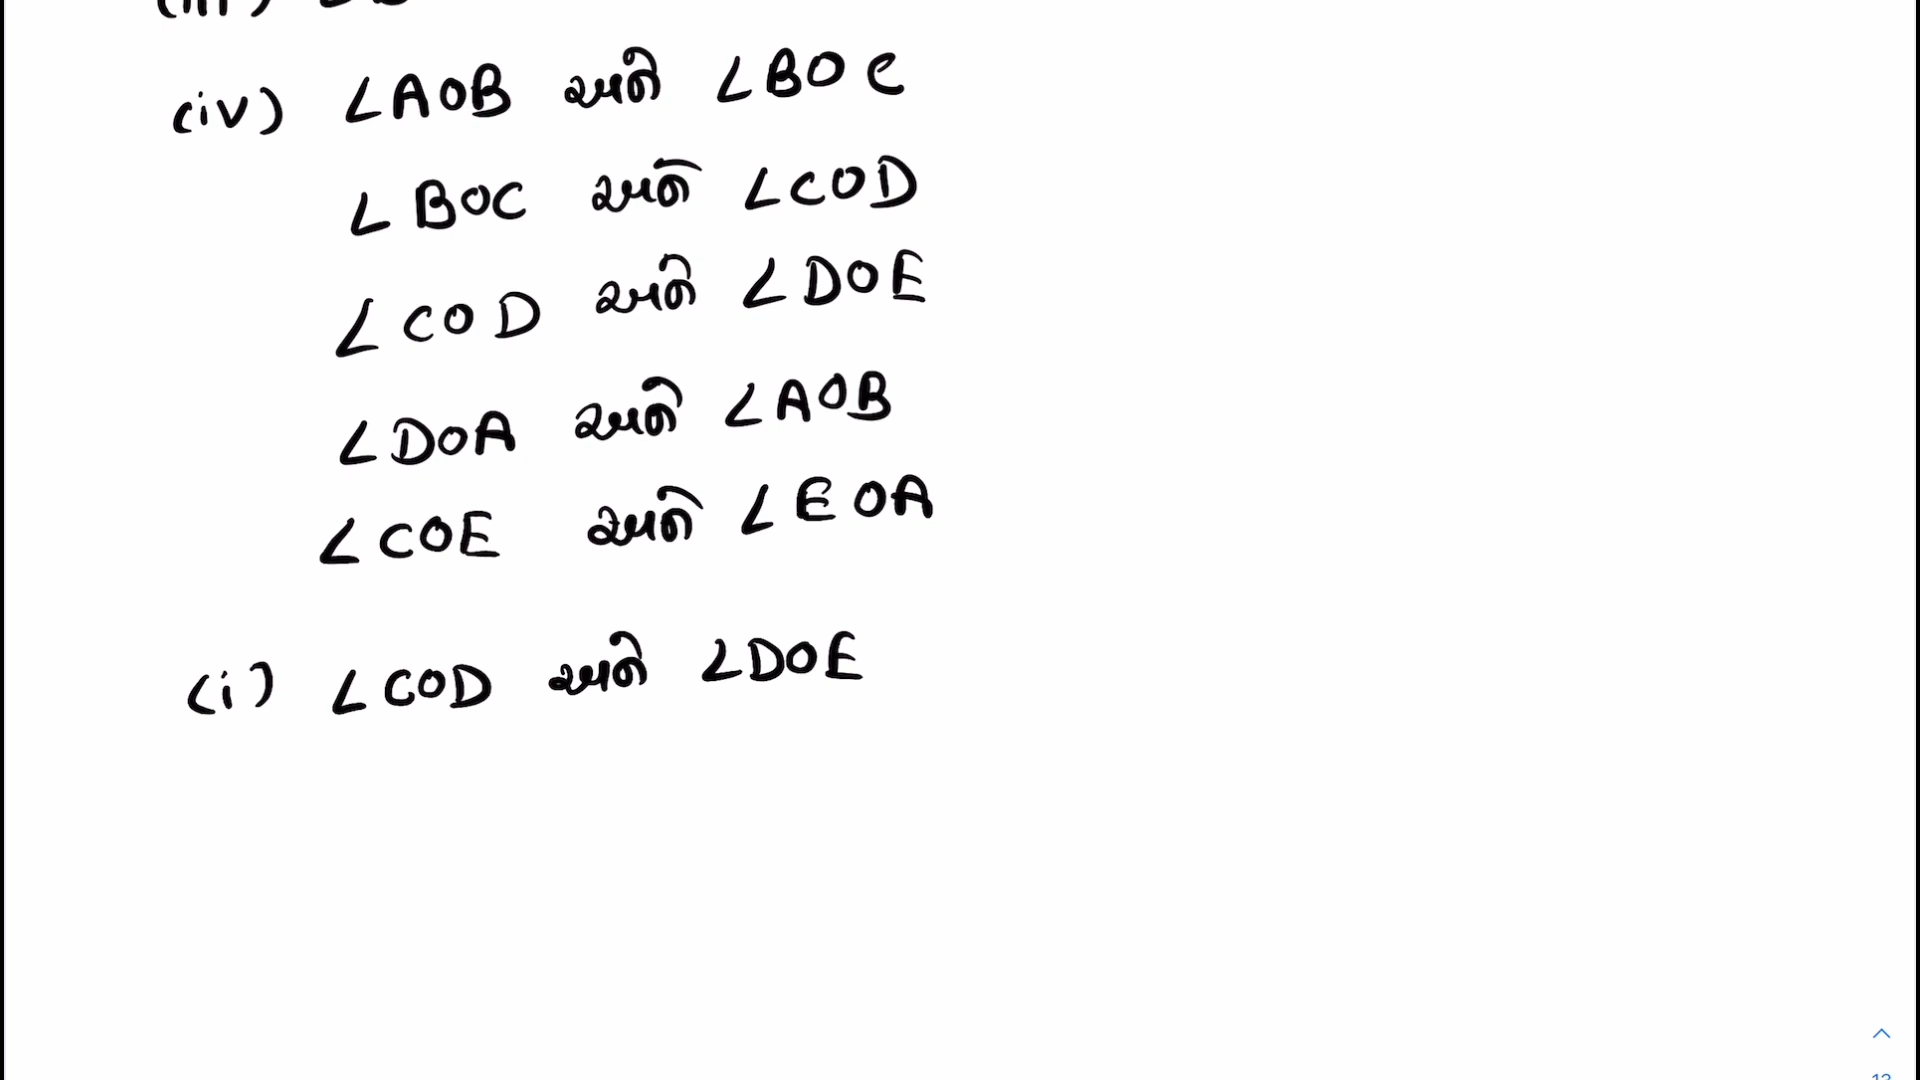 (iv) ∠AOB અને ∠BOC
∠BOC અને ∠COD
∠COD અને ∠DOE
∠DOA અને ∠AOB
∠COE અને ∠EOA
(i) ∠COD અને ∠DOE